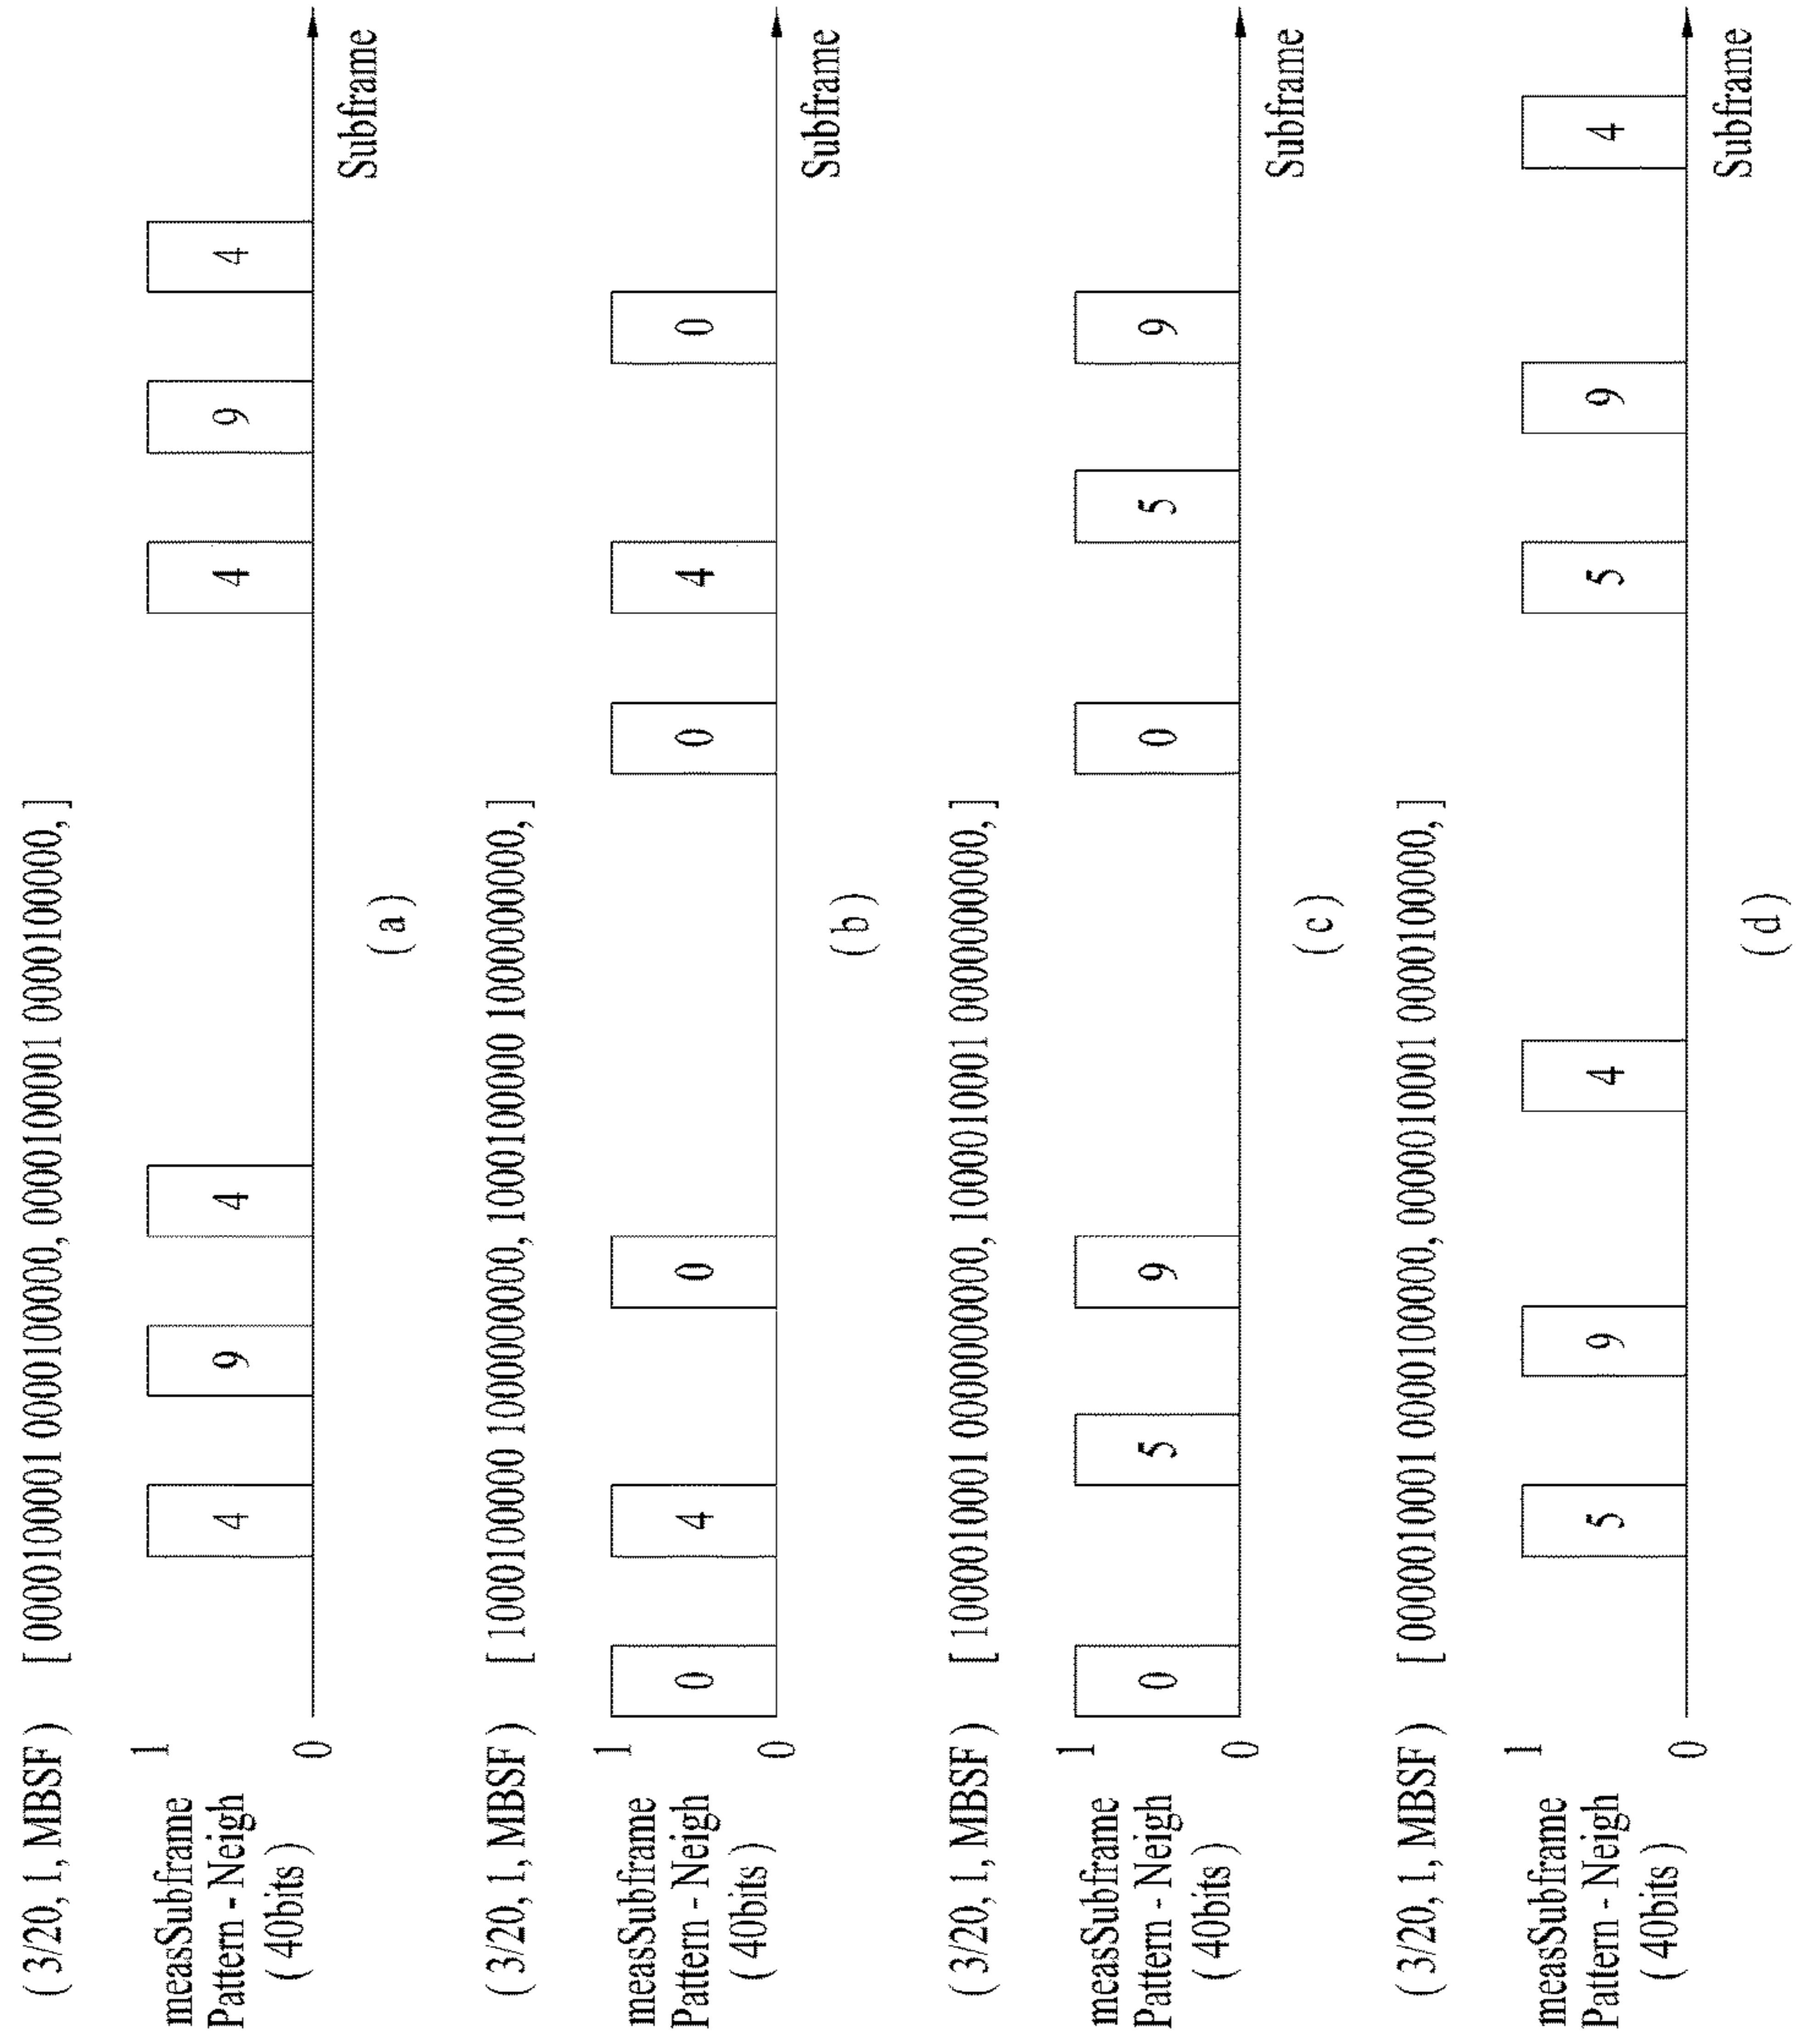 ( 3/20, 1, MBSF ) [ 0000100001 0000100000, 0000100001 0000100000, ]
measSubframe
Pattern - Neigh
( 40bits )
1
0
4 9 4 4 9 4
Subframe
( a )
( 3/20, 1, MBSF ) [ 1000100000 1000000000, 1000100000 1000000000, ]
measSubframe
Pattern - Neigh
( 40bits )
1
0
0 4 0 0 4 0
Subframe
( b )
( 3/20, 1, MBSF ) [ 1000010001 0000000000, 1000010001 0000000000, ]
measSubframe
Pattern - Neigh
( 40bits )
1
0
0 5 9 0 5 9
Subframe
( c )
( 3/20, 1, MBSF ) [ 0000010001 0000100000, 0000010001 0000100000, ]
measSubframe
Pattern - Neigh
( 40bits )
1
0
5 9 4 5 9 4
Subframe
( d )